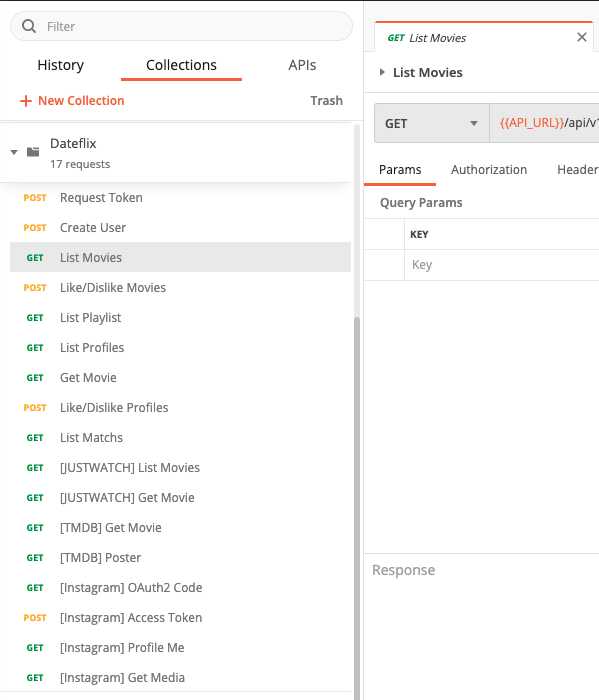 Filter
History Collections APIs
+ New Collection Trash
Dateflix
17 requests
POST Request Token
POST Create User
GET List Movies
POST Like/Dislike Movies
GET List Playlist
GET List Profiles
GET Get Movie
POST Like/Dislike Profiles
GET List Matchs
GET [JUSTWATCH] List Movies
GET [JUSTWATCH] Get Movie
GET [TMDB] Get Movie
GET [TMDB] Poster
GET [Instagram] OAuth2 Code
POST [Instagram] Access Token
GET [Instagram] Profile Me
GET [Instagram] Get Media
GET List Movies
List Movies
GET {{API_URL}}/api/v1
Params Authorization Header
Query Params
KEY
Key
Response